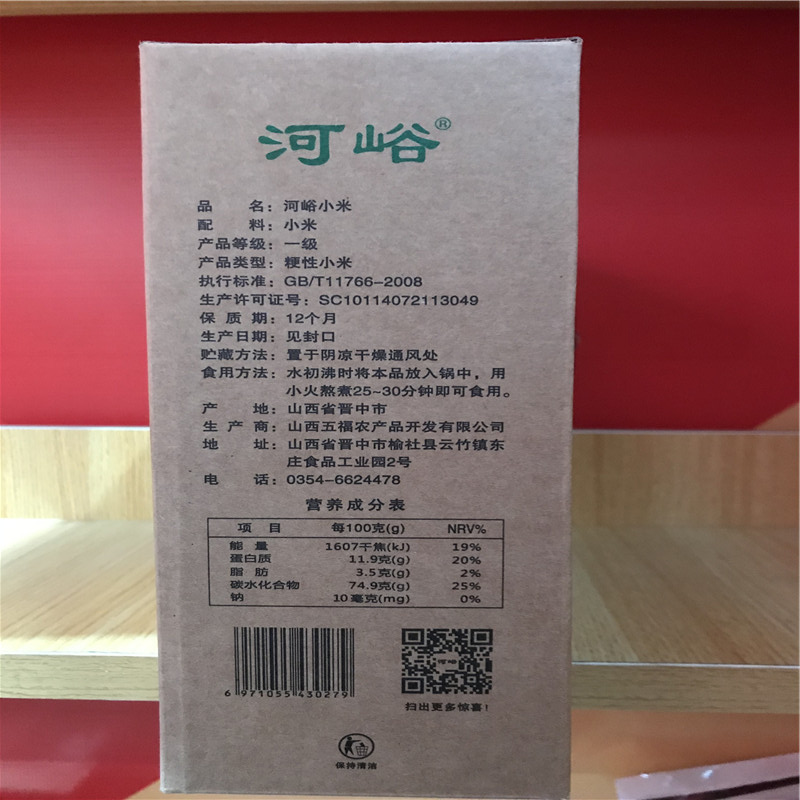 河峪®
品 名：河峪小米
配 料：小米
产品等级：一级
产品类型：粳性小米
执行标准：GB/T11766-2008
生产许可证号：SC10114072113049
保 质 期：12个月
生产日期：见封口
贮藏方法：置于阴凉干燥通风处
食用方法：水初沸时将本品放入锅中，用
小火熬煮25~30分钟即可食用。
产 地：山西省晋中市
生 产 商：山西五福农产品开发有限公司
地 址：山西省晋中市榆社县云竹镇东
庄食品工业园2号
电 话：0354-6624478
营养成分表
项 目 每100克(g) NRV%
能 量 1607千焦(kJ) 19%
蛋白质 11.9克(g) 20%
脂 肪 3.5克(g) 2%
碳水化合物 74.9克(g) 25%
钠 10毫克(mg) 0%
6 971055 430279
河峪
扫出更多惊喜！
保持清洁